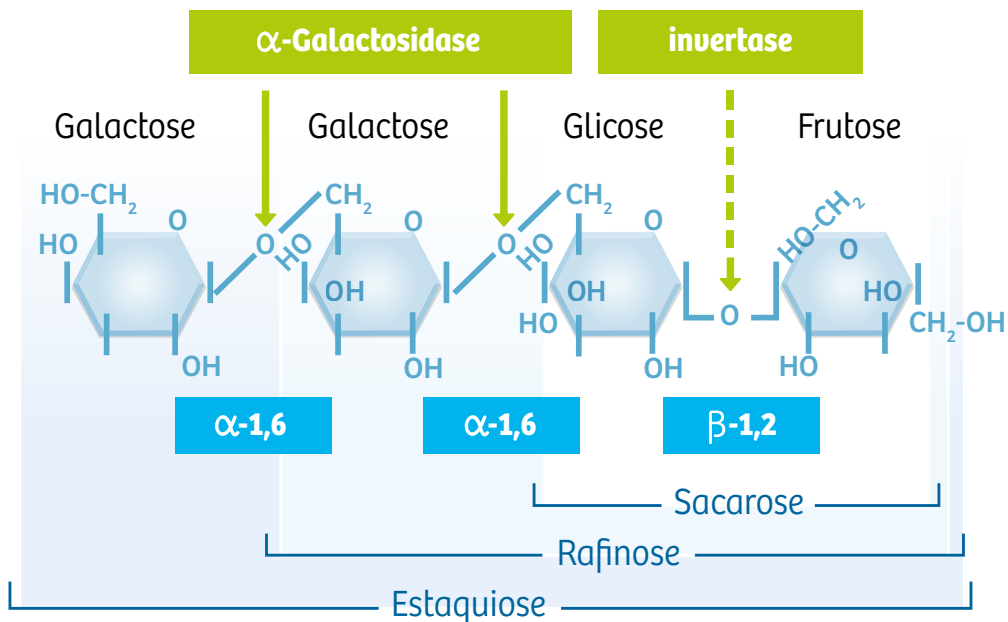 α-Galactosidase
invertase
Galactose
Galactose
Glicose
Frutose
HO-CH₂
O
HO
OH
O
CH₂
O
HO
OH
OH
O
CH₂
O
HO
OH
HO
OH
O
HO-CH₂
O
HO
CH₂-OH
HO
α-1,6
α-1,6
β-1,2
Sacarose
Rafinose
Estaquiose